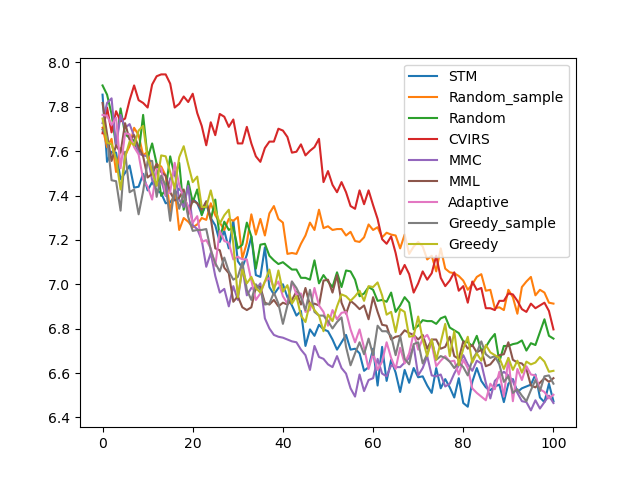 8.0
7.8
7.6
7.4
7.2
7.0
6.8
6.6
6.4
0 20 40 60 80 100
STM
Random_sample
Random
CVIRS
MMC
MML
Adaptive
Greedy_sample
Greedy